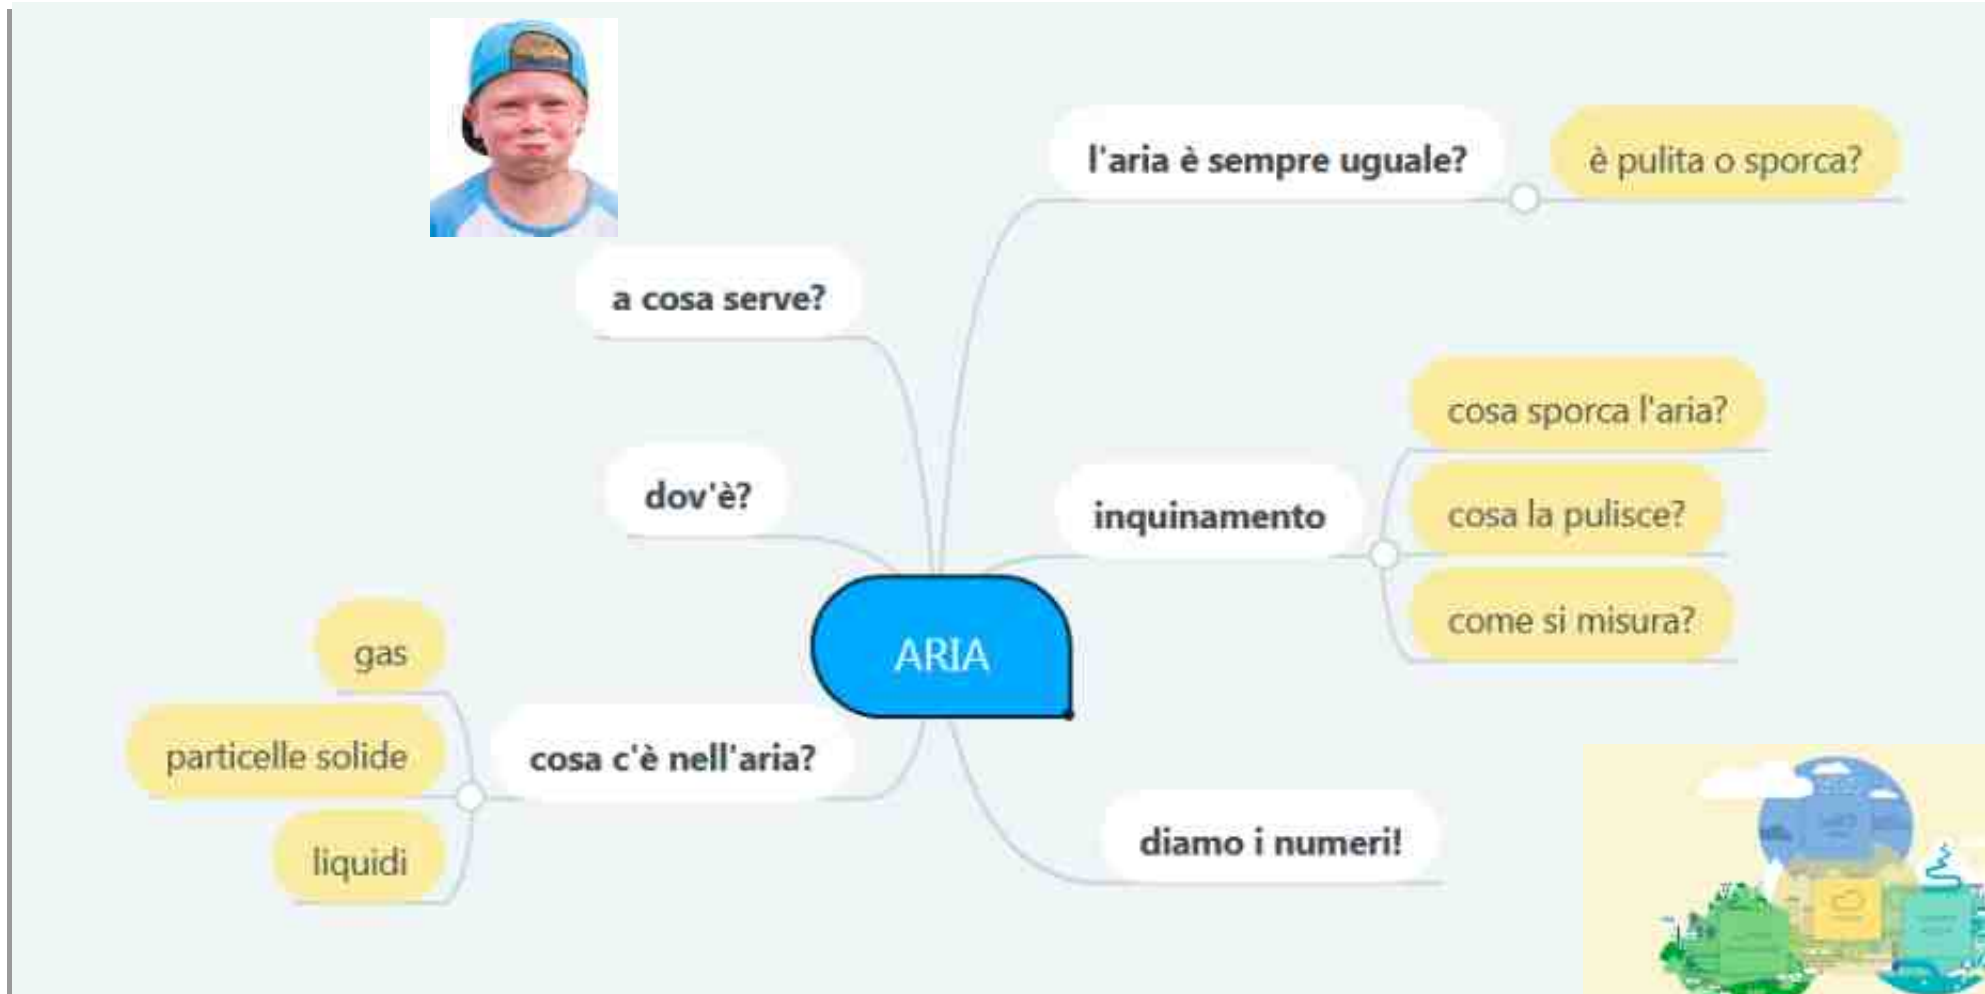 l'aria è sempre uguale?
è pulita o sporca?
a cosa serve?
cosa sporca l'aria?
dov'è?
inquinamento
cosa la pulisce?
come si misura?
ARIA
gas
particelle solide
cosa c'è nell'aria?
liquidi
diamo i numeri!